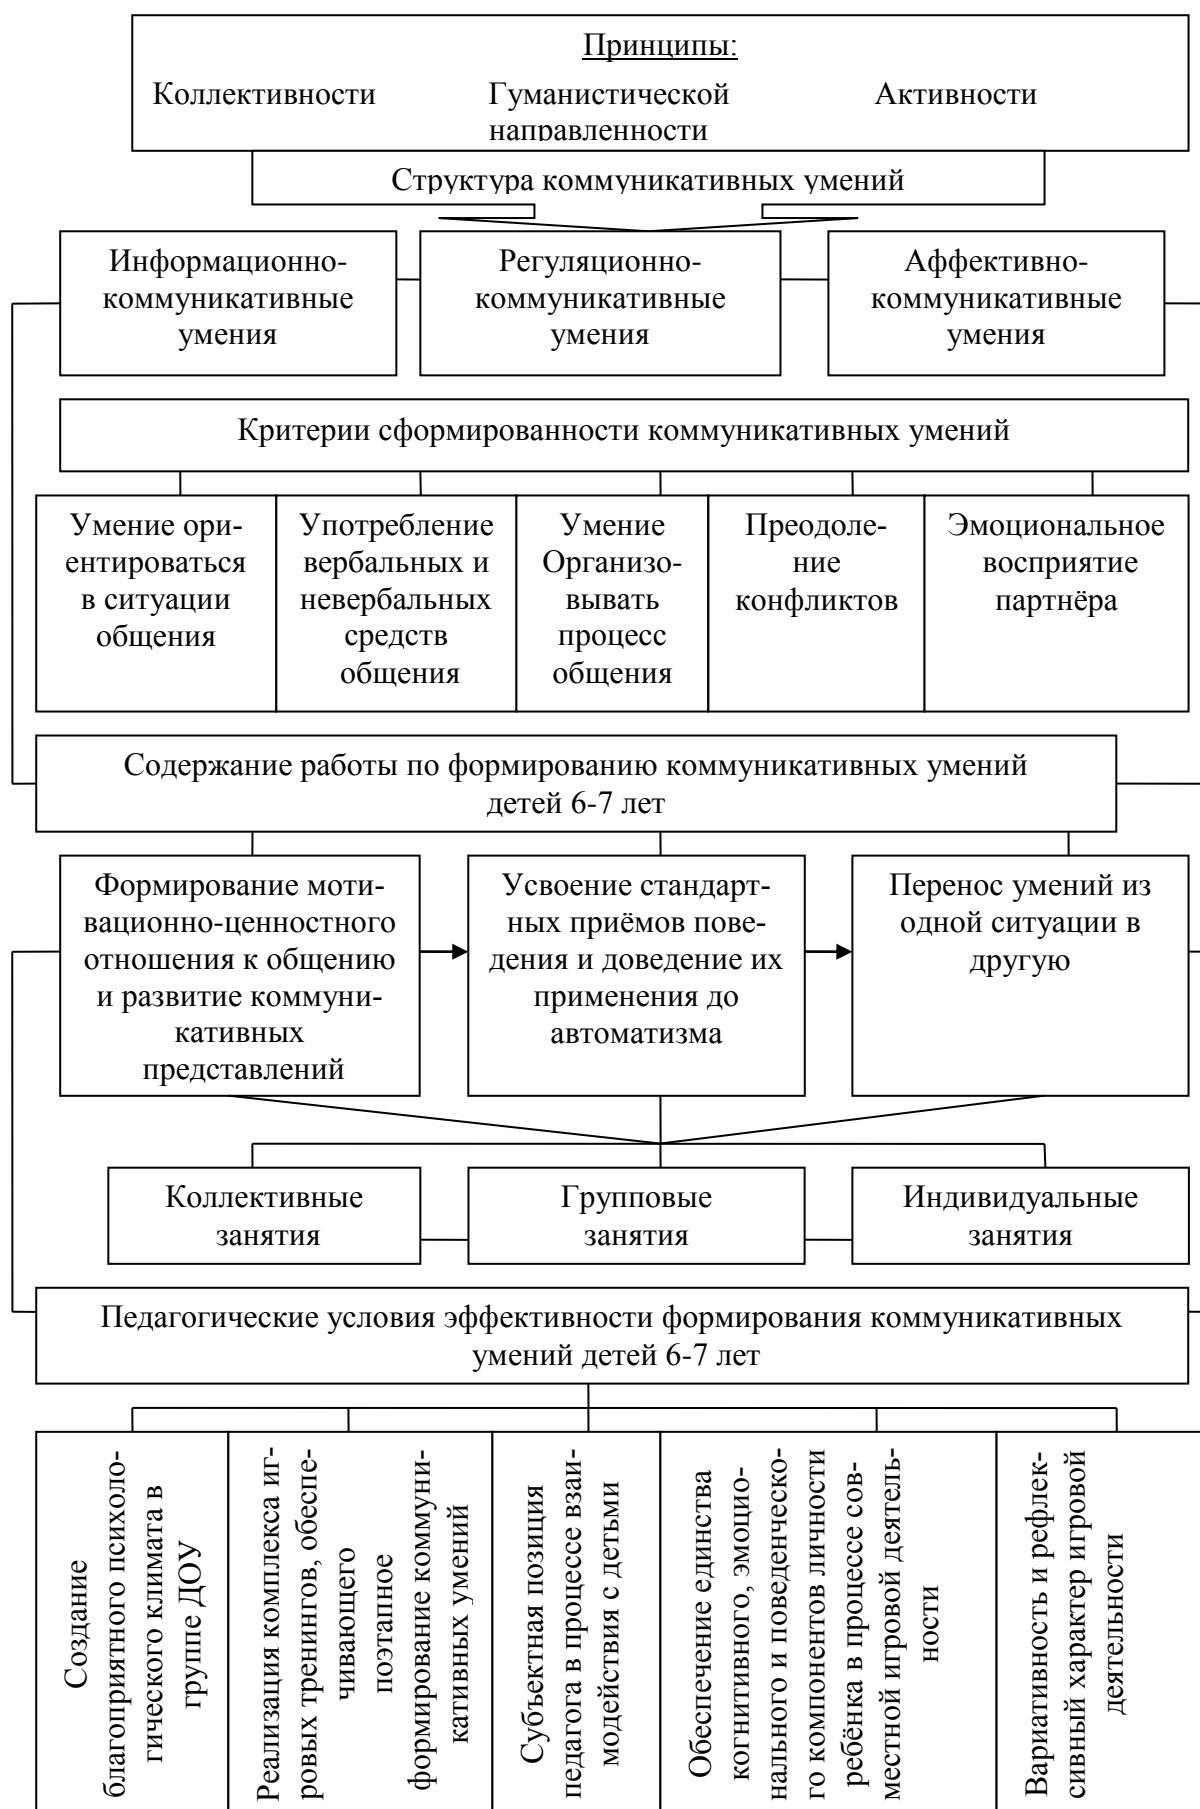 Принципы:
Коллективности Гуманистической Активности
направленности
Структура коммуникативных умений
Информационно-
коммуникативные
умения
Регуляционно-
коммуникативные
умения
Аффективно-
коммуникативные
умения
Критерии сформированности коммуникативных умений
Умение ори-
ентироваться
в ситуации
общения
Употребление
вербальных и
невербальных
средств
общения
Умение
Организо-
вывать
процесс
общения
Преодоле-
ние
конфликтов
Эмоциональное
восприятие
партнёра
Содержание работы по формированию коммуникативных умений
детей 6-7 лет
Формирование моти-
вационно-ценностного
отношения к общению
и развитие коммуни-
кативных
представлений
Усвоение стандарт-
ных приёмов пове-
дения и доведение их
применения до
автоматизма
Перенос умений из
одной ситуации в
другую
Коллективные
занятия
Групповые
занятия
Индивидуальные
занятия
Педагогические условия эффективности формирования коммуникативных
умений детей 6-7 лет
Создание
благоприятного психоло-
гического климата в
группе ДОУ
Реализация комплекса иг-
ровых тренингов, обеспе-
чивающего
поэтапное
формирование коммуни-
кативных умений
Субъектная позиция
педагога в процессе взаи-
модействия с детьми
Обеспечение единства
когнитивного, эмоцио-
нального и поведенческо-
го компонентов личности
ребёнка в процессе сов-
местной игровой деятель-
ности
Вариативность и рефлек-
сивный характер игровой
деятельности